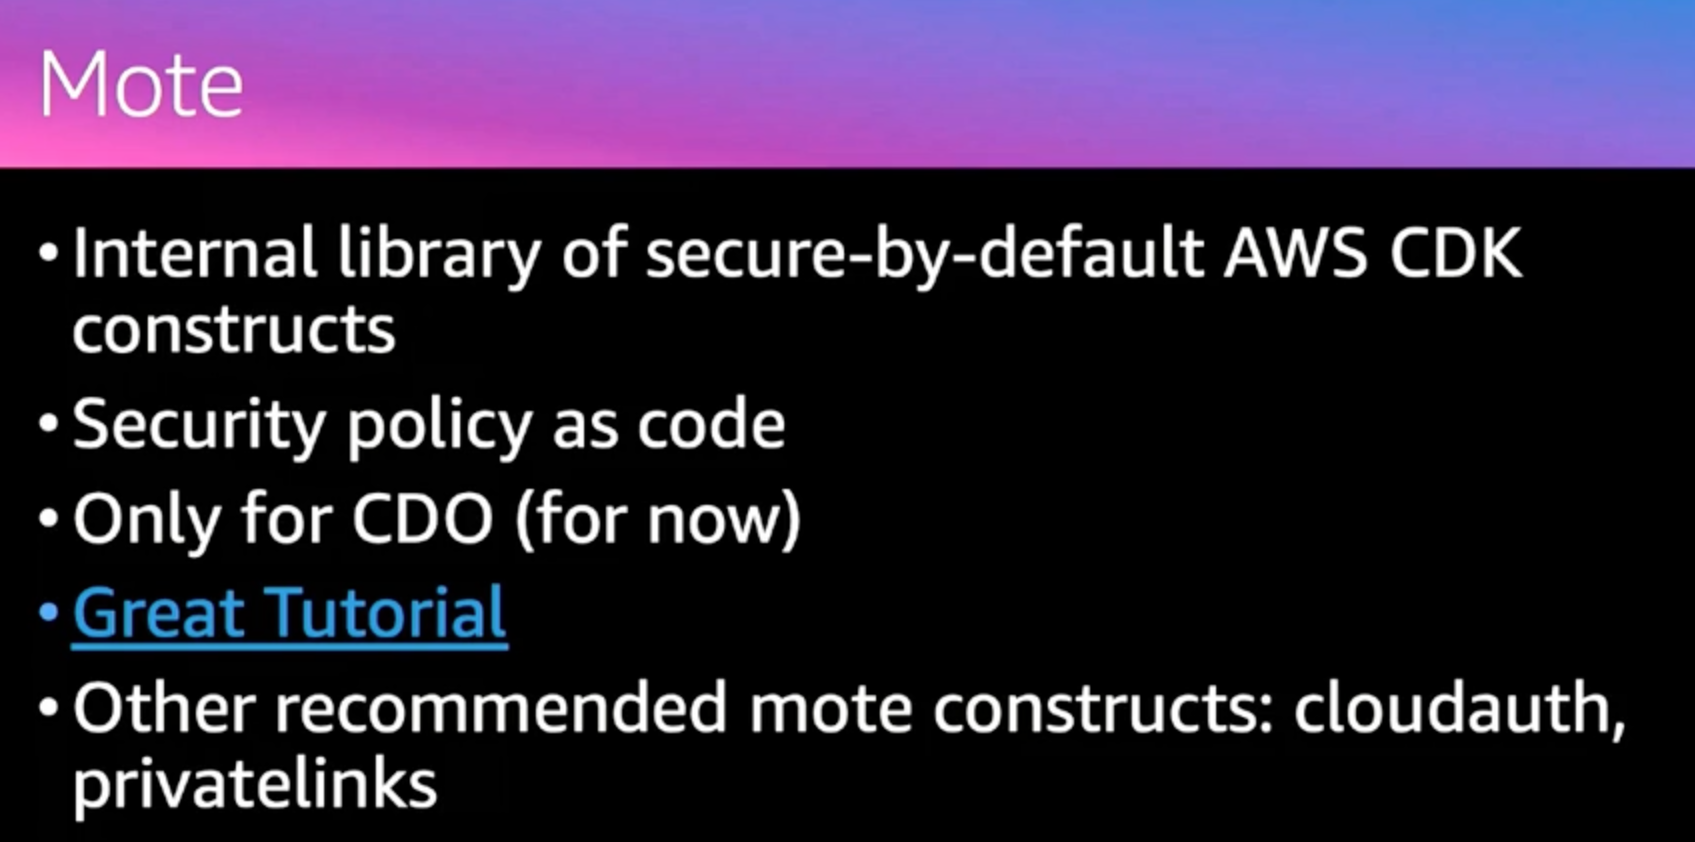 Mote
• Internal library of secure-by-default AWS CDK
constructs
• Security policy as code
• Only for CDO (for now)
• Great Tutorial
• Other recommended mote constructs: cloudauth,
privatelinks